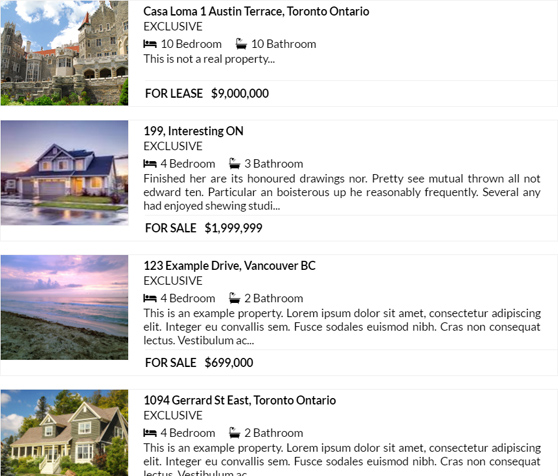 Casa Loma 1 Austin Terrace, Toronto Ontario
EXCLUSIVE
10 Bedroom 10 Bathroom
This is not a real property...
FOR LEASE $9,000,000
199, Interesting ON
EXCLUSIVE
4 Bedroom 3 Bathroom
Finished her are its honoured drawings nor. Pretty see mutual thrown all not
edward ten. Particular an boisterous up he reasonably frequently. Several any
had enjoyed shewing studi...
FOR SALE $1,999,999
123 Example Drive, Vancouver BC
EXCLUSIVE
4 Bedroom 2 Bathroom
This is an example property. Lorem ipsum dolor sit amet, consectetur adipiscing
elit. Integer eu convallis sem. Fusce sodales euismod nibh. Cras non consequat
lectus. Vestibulum ac...
FOR SALE $699,000
1094 Gerrard St East, Toronto Ontario
EXCLUSIVE
4 Bedroom 2 Bathroom
This is an example property. Lorem ipsum dolor sit amet, consectetur adipiscing
elit. Integer eu convallis sem. Fusce sodales euismod nibh. Cras non consequat
lectus. Vestibulum ac...